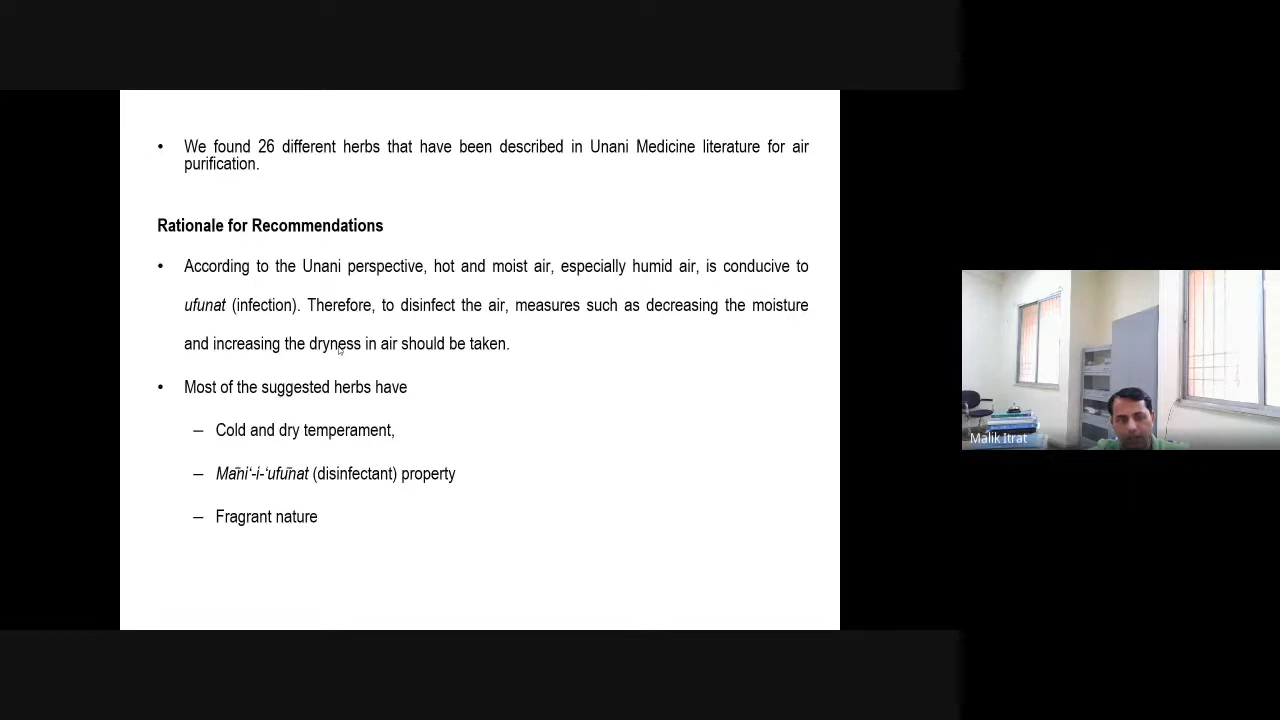 • We found 26 different herbs that have been described in Unani Medicine literature for air
purification.
Rationale for Recommendations
• According to the Unani perspective, hot and moist air, especially humid air, is conducive to
ufunat (infection). Therefore, to disinfect the air, measures such as decreasing the moisture
and increasing the dryness in air should be taken.
• Most of the suggested herbs have
– Cold and dry temperament,
– Māni‘-i-‘ufūnat (disinfectant) property
– Fragrant nature
Malik Itrat